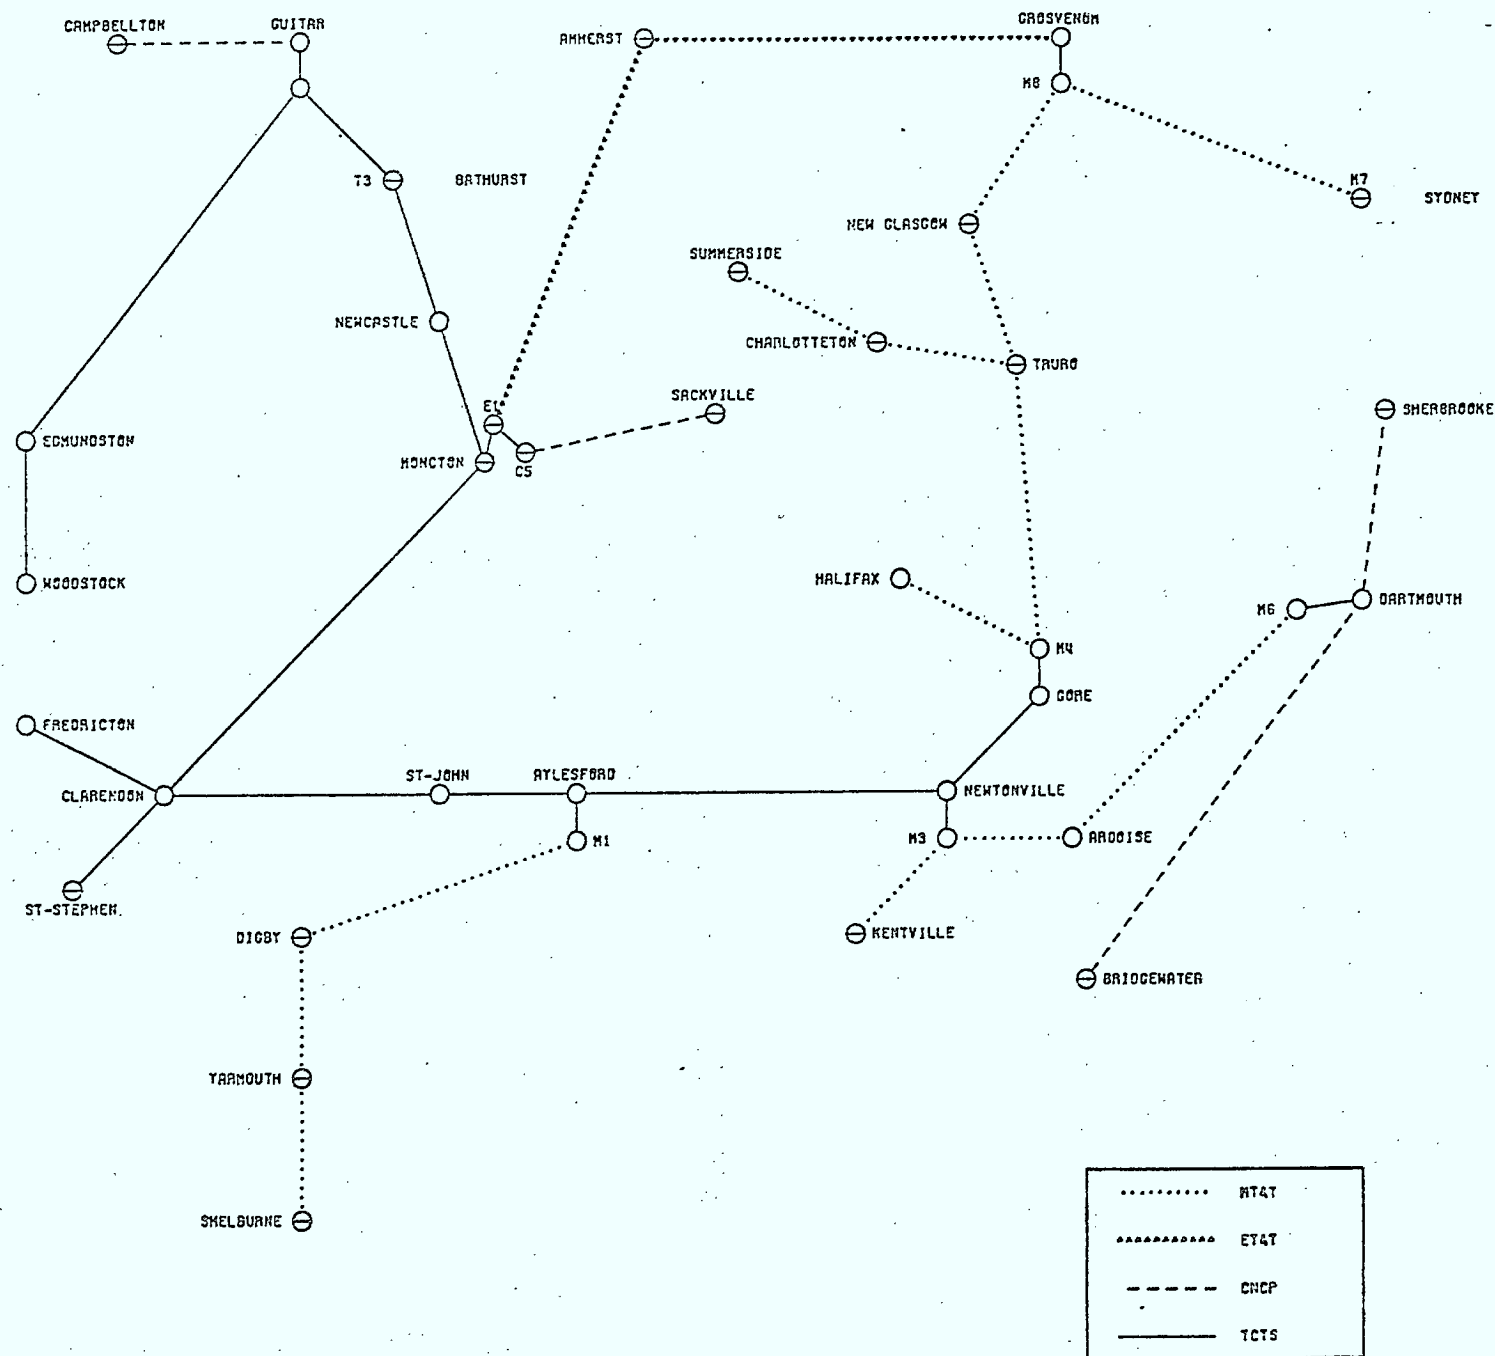 CAMPBELLTON
GUITAR
AMHERST
GROSVENOM
M8
T3
BATHURST
M7
SYDNEY
NEW GLASGOW
SUMMERSIDE
NEWCASTLE
CHARLOTTETON
TRURO
SACKVILLE
E1
SHERBROOKE
EDMUNDSTON
MONCTON
C5
HALIFAX
WOODSTOCK
M6
DARTMOUTH
M4
GORE
FREDRICTON
ST-JOHN
AYLESFORD
CLARENDON
NEWTONVILLE
M1
M3
ARDOISE
ST-STEPHEN
DIGBY
KENTVILLE
BRIDGEWATER
YARMOUTH
SHELBURNE
MT&T
ET&T
CNCP
TCTS